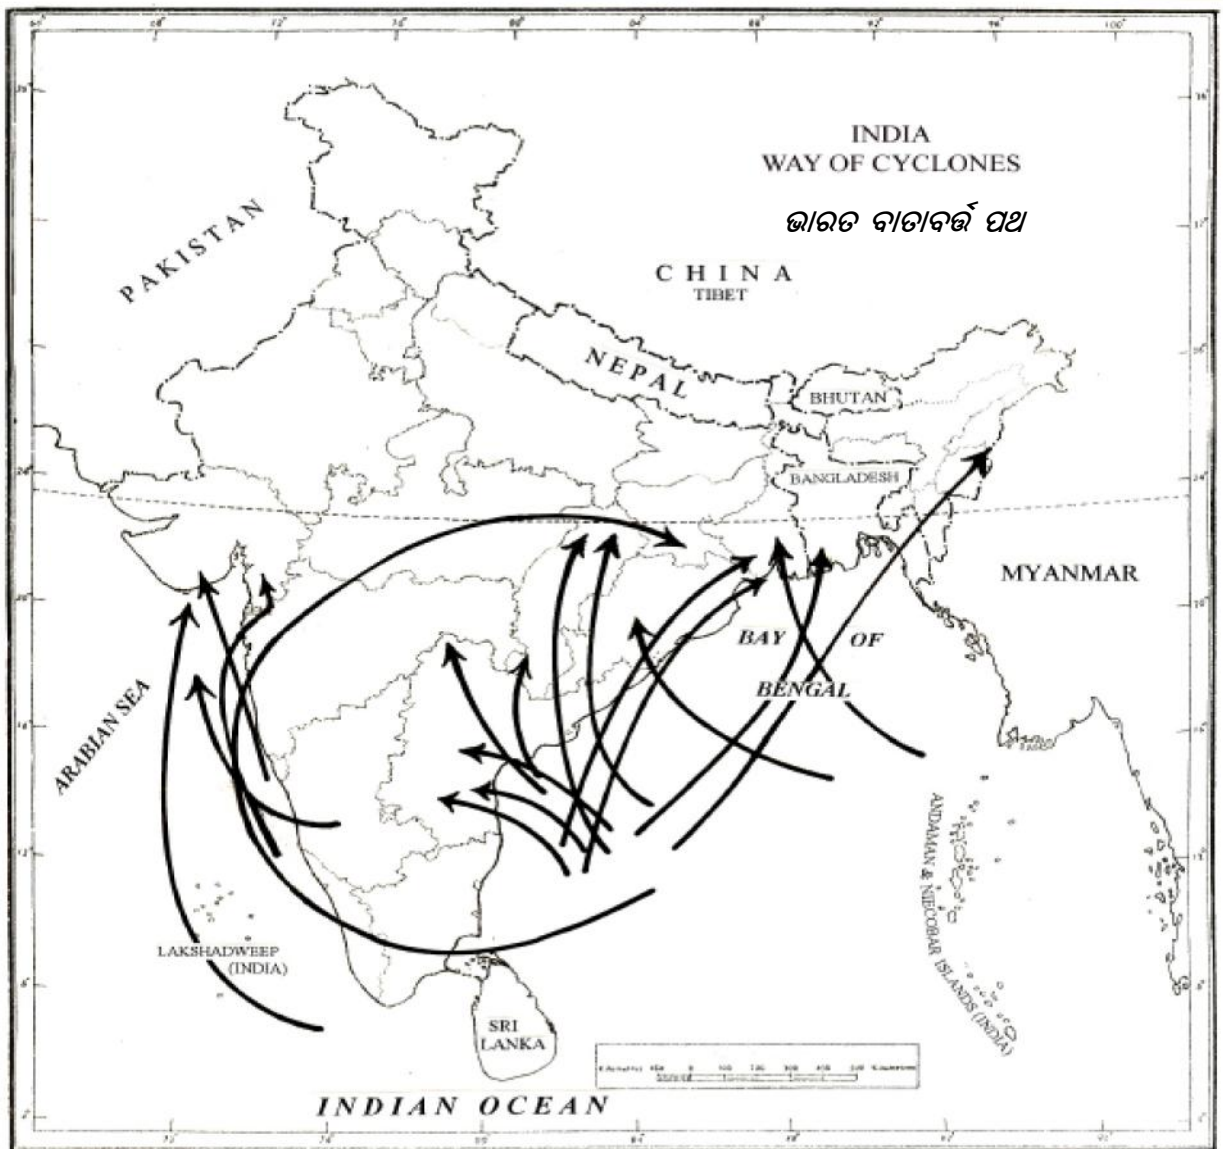 INDIA
WAY OF CYCLONES
ଭାରତ ବାତାବର୍ତ୍ତ ପଥ
PAKISTAN
CHINA
TIBET
NEPAL
BHUTAN
BANGLADESH
MYANMAR
BAY OF
BENGAL
ARABIAN SEA
ANDAMAN & NIECOBAR ISLANDS (INDIA)
LAKSHADWEEP
(INDIA)
SRI
LANKA
INDIAN OCEAN